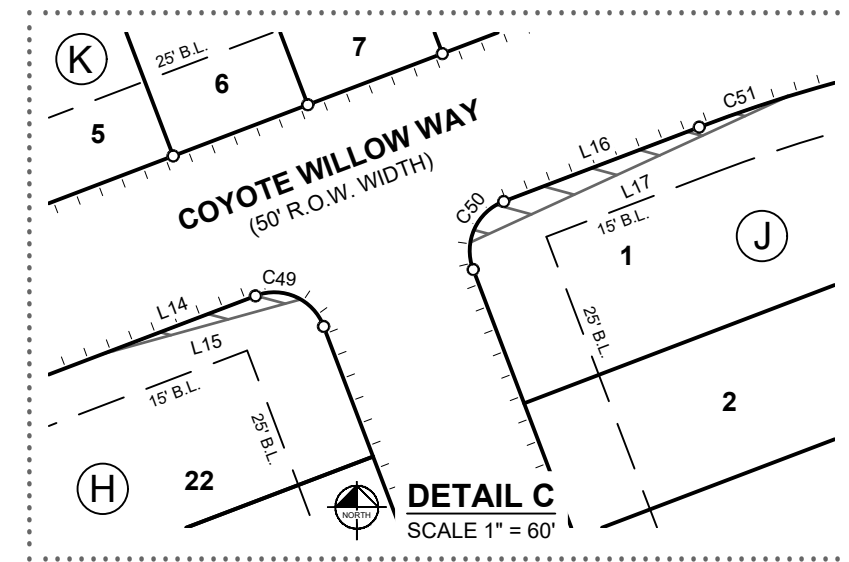 K
25' B.L.
7
6
5
COYOTE WILLOW WAY
(50' R.O.W. WIDTH)
C51
L16
L17
C50
15' B.L.
1
J
C49
L14
L15
25' B.L.
15' B.L.
25' B.L.
2
H
22
NORTH
DETAIL C
SCALE 1" = 60'